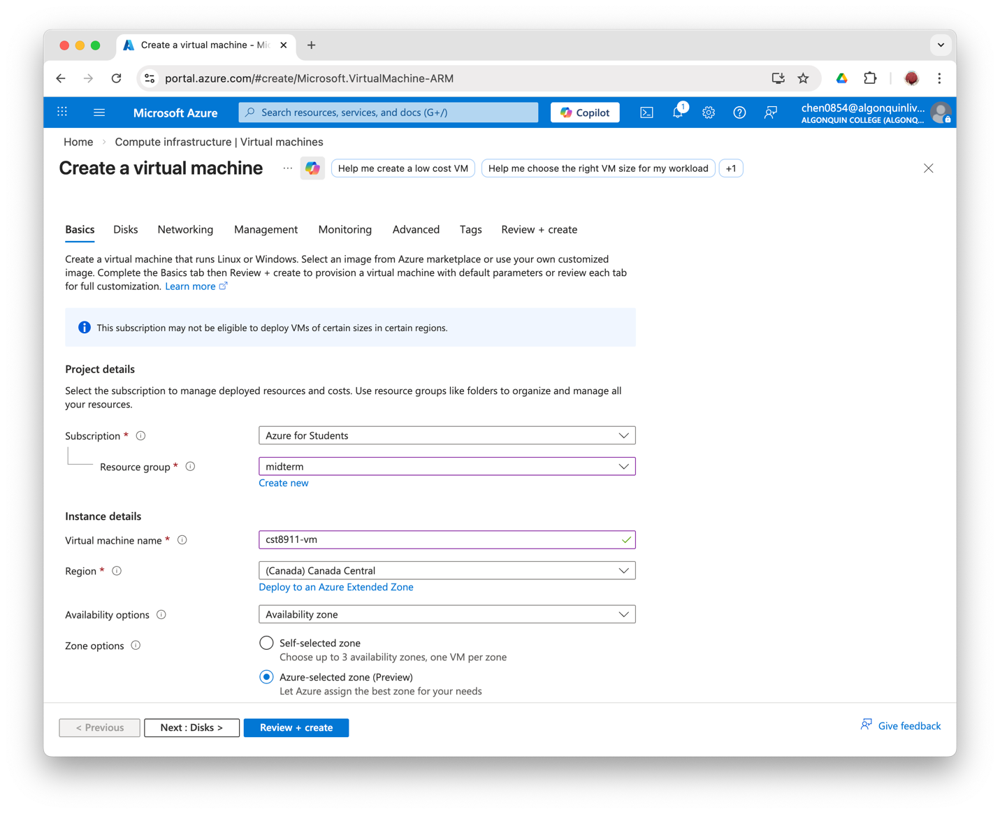 Create a virtual machine - Mic
portal.azure.com/#create/Microsoft.VirtualMachine-ARM
Microsoft Azure
Search resources, services, and docs (G+/)
Copilot
1
chen0854@algonquinliv...
ALGONQUIN COLLEGE (ALGONQ...
Home > Compute infrastructure | Virtual machines
Create a virtual machine ...
Help me create a low cost VM
Help me choose the right VM size for my workload
+1
Basics Disks Networking Management Monitoring Advanced Tags Review + create
Create a virtual machine that runs Linux or Windows. Select an image from Azure marketplace or use your own customized
image. Complete the Basics tab then Review + create to provision a virtual machine with default parameters or review each tab
for full customization. Learn more
This subscription may not be eligible to deploy VMs of certain sizes in certain regions.
Project details
Select the subscription to manage deployed resources and costs. Use resource groups like folders to organize and manage all
your resources.
Subscription * Azure for Students
Resource group * midterm
Create new
Instance details
Virtual machine name * cst8911-vm
Region * (Canada) Canada Central
Deploy to an Azure Extended Zone
Availability options Availability zone
Zone options
Self-selected zone
Choose up to 3 availability zones, one VM per zone
Azure-selected zone (Preview)
Let Azure assign the best zone for your needs
< Previous
Next : Disks >
Review + create
Give feedback